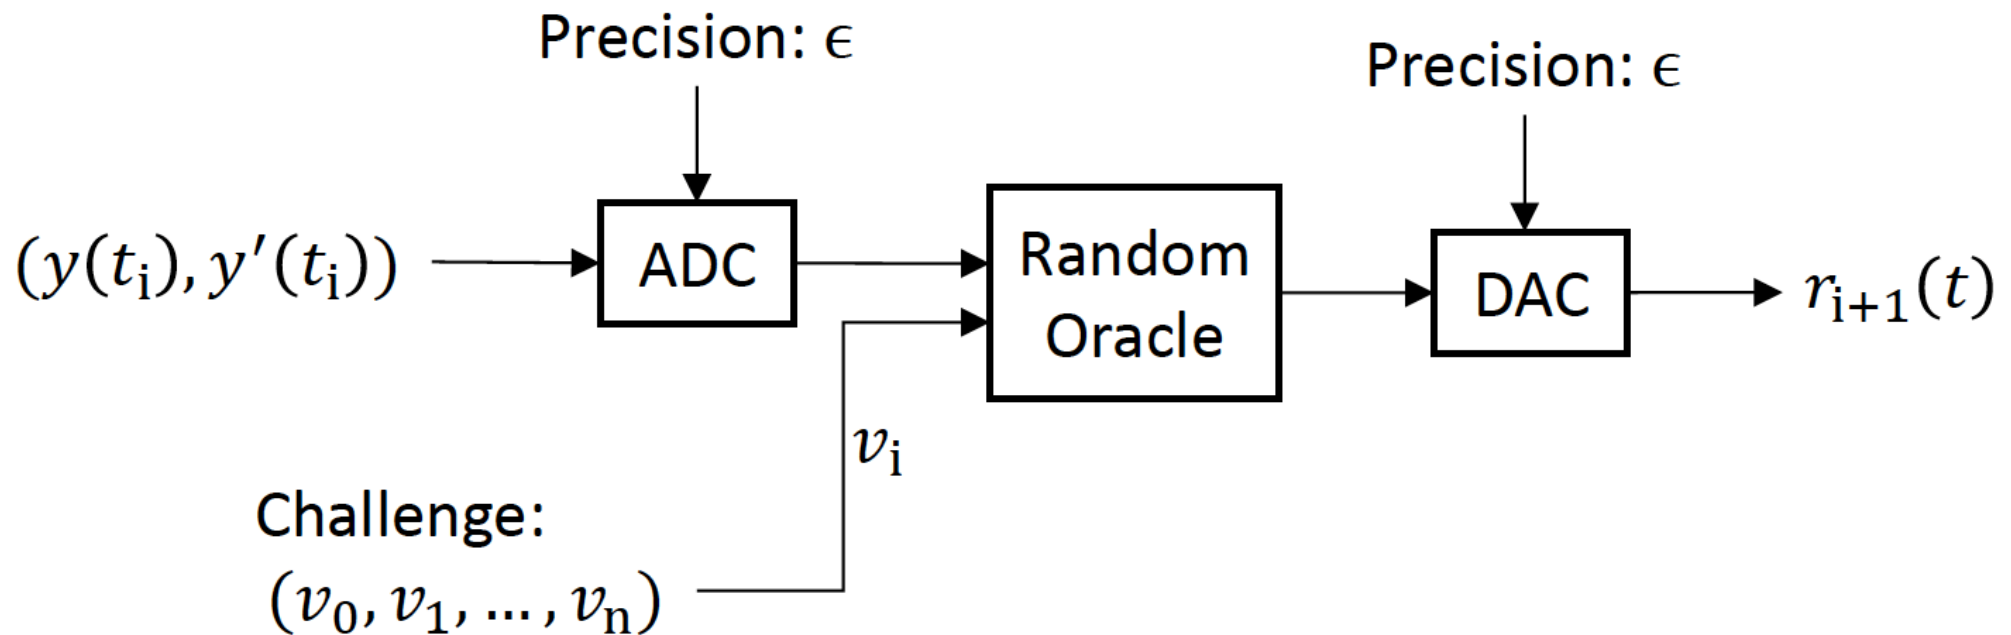 Precision: ϵ
Precision: ϵ
(y(tᵢ), y′(tᵢ))
ADC
Random
Oracle
DAC
rᵢ₊₁(t)
vᵢ
Challenge:
(v₀, v₁, ..., vₙ)